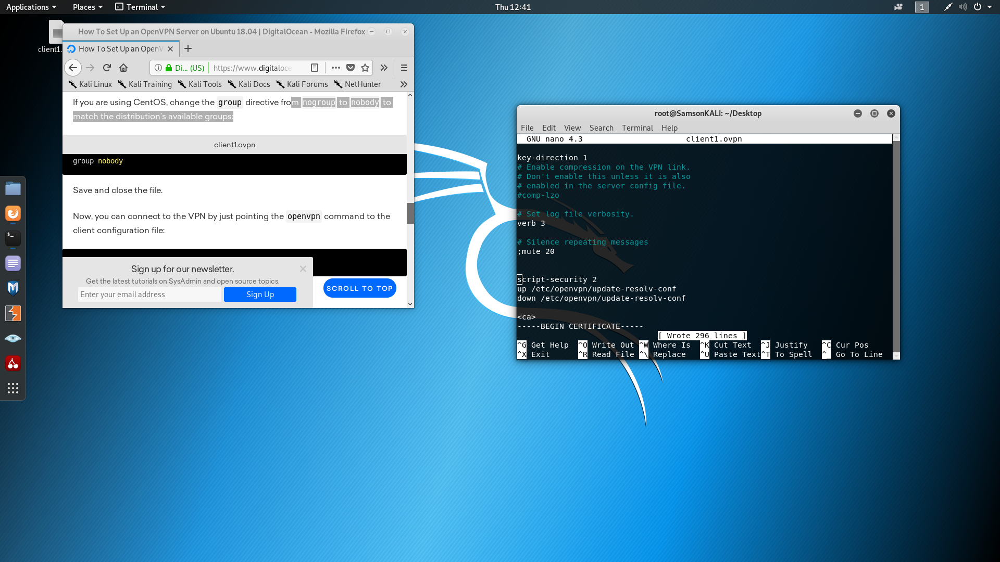 Applications Places Terminal Thu 12:41 1
client1.
How To Set Up an OpenVPN Server on Ubuntu 18.04 | DigitalOcean - Mozilla Firefox
How To Set Up an OpenV
Di... (US) https://www.digitaloce
Kali Linux Kali Training Kali Tools Kali Docs Kali Forums NetHunter
If you are using CentOS, change the group directive from nogroup to nobody to
match the distribution's available groups:
client1.ovpn
group nobody
Save and close the file.
Now, you can connect to the VPN by just pointing the openvpn command to the
client configuration file:
Sign up for our newsletter.
Get the latest tutorials on SysAdmin and open source topics.
Enter your email address Sign Up
SCROLL TO TOP
root@SamsonKALI: ~/Desktop
File Edit View Search Terminal Help
GNU nano 4.3 client1.ovpn
key-direction 1
# Enable compression on the VPN link.
# Don't enable this unless it is also
# enabled in the server config file.
#comp-lzo
# Set log file verbosity.
verb 3
# Silence repeating messages
;mute 20
script-security 2
up /etc/openvpn/update-resolv-conf
down /etc/openvpn/update-resolv-conf
<ca>
-----BEGIN CERTIFICATE-----
[ Wrote 296 lines ]
^G Get Help ^O Write Out ^W Where Is ^K Cut Text ^J Justify ^C Cur Pos
^X Exit ^R Read File ^\ Replace ^U Paste Text ^T To Spell ^_ Go To Line